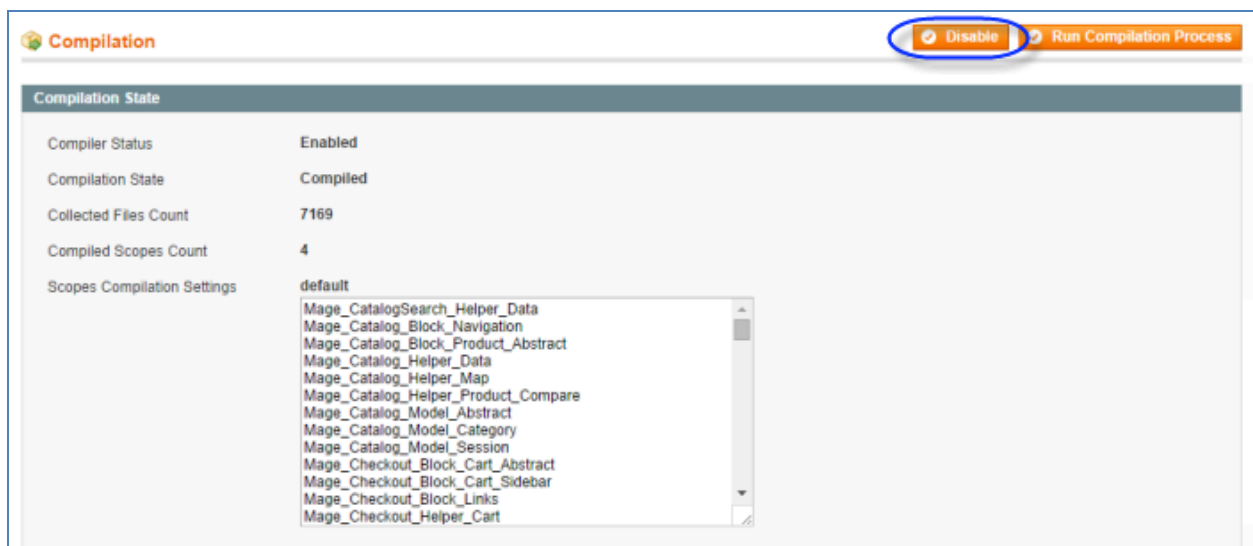 Compilation
Disable
Run Compilation Process
Compilation State
Compiler Status Enabled
Compilation State Compiled
Collected Files Count 7169
Compiled Scopes Count 4
Scopes Compilation Settings default
Mage_CatalogSearch_Helper_Data
Mage_Catalog_Block_Navigation
Mage_Catalog_Block_Product_Abstract
Mage_Catalog_Helper_Data
Mage_Catalog_Helper_Map
Mage_Catalog_Helper_Product_Compare
Mage_Catalog_Model_Abstract
Mage_Catalog_Model_Category
Mage_Catalog_Model_Session
Mage_Checkout_Block_Cart_Abstract
Mage_Checkout_Block_Cart_Sidebar
Mage_Checkout_Block_Links
Mage_Checkout_Helper_Cart